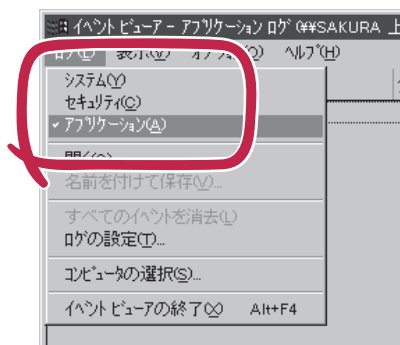 イベント ビューアー アプリケーション ログ (¥¥SAKURA 上
ログ(L) 表示(V) オプション(O) ヘルプ(H)
システム(Y)
セキュリティ(C)
アプリケーション(A)
開く(O)...
名前を付けて保存(V)...
すべてのイベントを消去(L)
ログの設定(T)...
コンピュータの選択(S)...
イベント ビューアの終了(X) Alt+F4